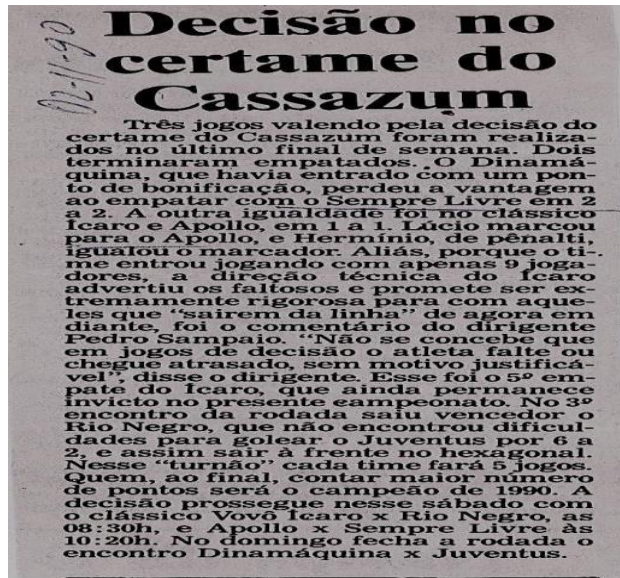 02-11-90
Decisão no
certame do
Cassazum
Três jogos valendo pela decisão do
certame do Cassazum foram realiza-
dos no último final de semana. Dois
terminaram empatados. O Dinamá-
quina, que havia entrado com um pon-
to de bonificação, perdeu a vantagem
ao empatar com o Sempre Livre em 2
a 2. A outra igualdade foi no clássico
Ícaro e Apollo, em 1 a 1. Lúcio marcou
para o Apollo, e Hermínio, de pênalti,
igualou o marcador. Aliás, porque o ti-
me entrou jogando com apenas 9 joga
dores, a direção técnica do Ícaro
advertiu os faltosos e promete ser ex-
tremamente rigorosa para com aque-
les que "sairem da linha" de agora em
diante, foi o comentário do dirigente
Pedro Sampaio. "Não se concebe que
em jogos de decisão o atleta falte ou
chegue atrasado, sem motivo justificá-
vel", disse o dirigente. Esse foi o 5º em-
pate do Ícaro, que ainda permanece
invicto no presente campeonato. No 3º
encontro da rodada saiu vencedor o
Rio Negro, que não encontrou dificul-
dades para golear o Juventus por 6 a
2, e assim sair à frente no hexagonal.
Nesse "turnão" cada time fará 5 jogos.
Quem, ao final, contar maior número
de pontos será o campeão de 1990. A
decisão prossegue nesse sábado com
o clássico Vovô Ícaro x Rio Negro, as
08:30h, e Apollo x Sempre Livre às
10:20h. No domingo fecha a rodada o
encontro Dinamáquina x Juventus.